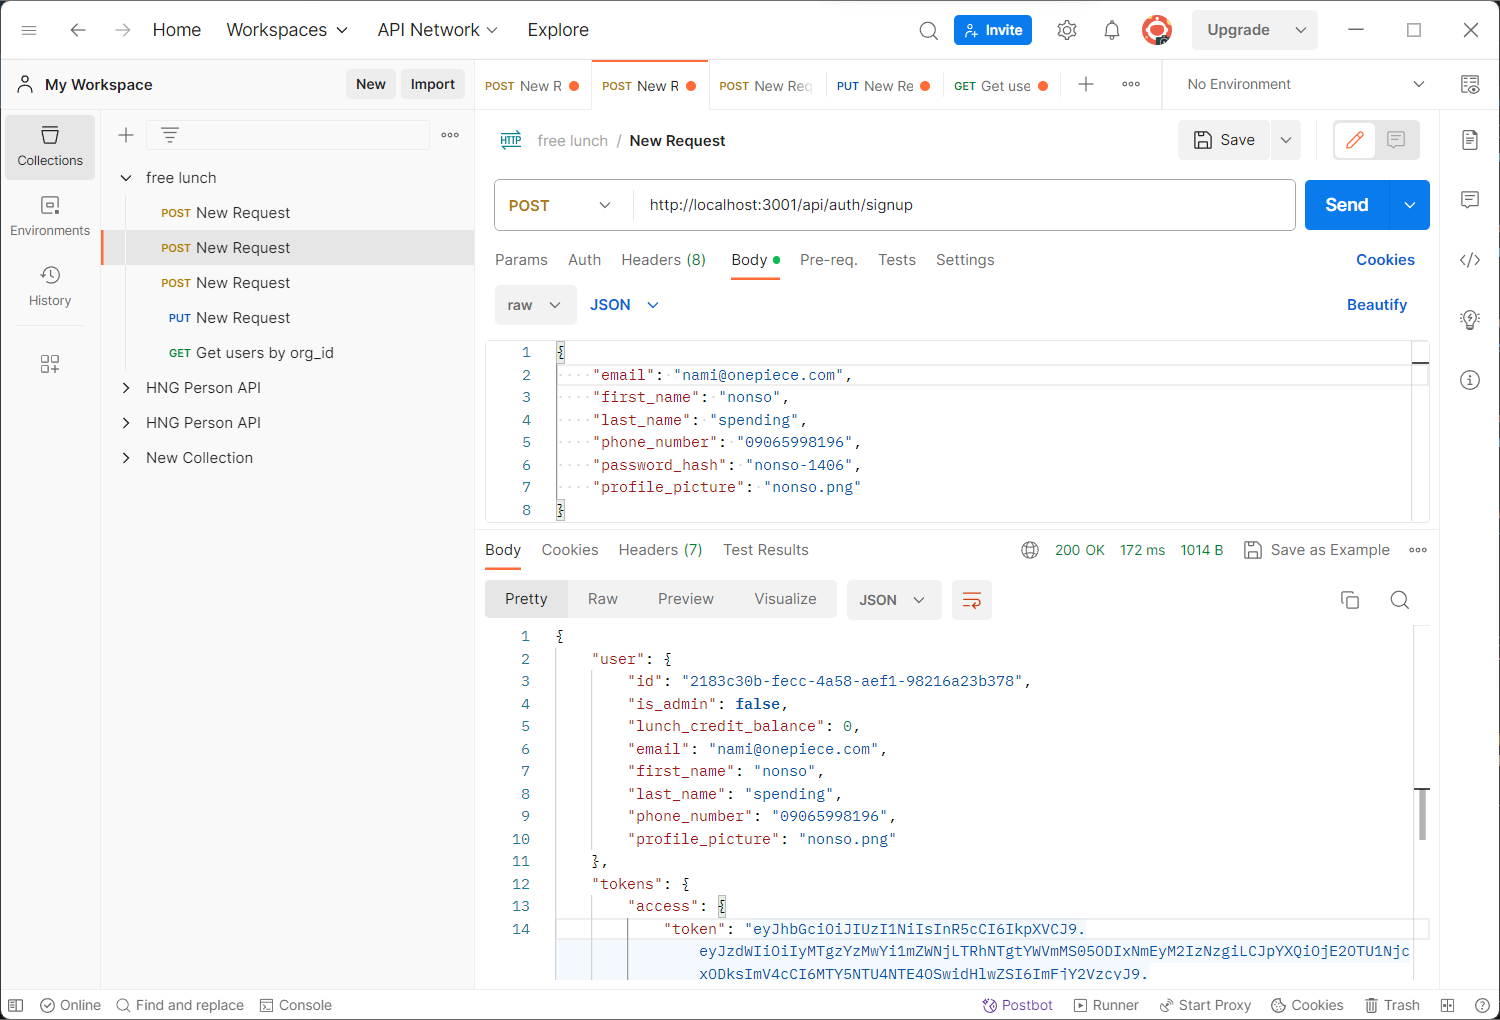 Home Workspaces API Network Explore Invite Upgrade
My Workspace New Import
POST New R POST New R POST New Req PUT New Re GET Get use No Environment
Collections
Environments
History
free lunch
POST New Request
POST New Request
POST New Request
PUT New Request
GET Get users by org_id
HNG Person API
HNG Person API
New Collection
HTTP free lunch / New Request Save
POST http://localhost:3001/api/auth/signup Send
Params Auth Headers (8) Body Pre-req. Tests Settings Cookies
raw JSON Beautify
1 {
2 "email": "nami@onepiece.com",
3 "first_name": "nonso",
4 "last_name": "spending",
5 "phone_number": "09065998196",
6 "password_hash": "nonso-1406",
7 "profile_picture": "nonso.png"
8 }
Body Cookies Headers (7) Test Results 200 OK 172 ms 1014 B Save as Example
Pretty Raw Preview Visualize JSON
1 {
2 "user": {
3 "id": "2183c30b-fecc-4a58-aef1-98216a23b378",
4 "is_admin": false,
5 "lunch_credit_balance": 0,
6 "email": "nami@onepiece.com",
7 "first_name": "nonso",
8 "last_name": "spending",
9 "phone_number": "09065998196",
10 "profile_picture": "nonso.png"
11 },
12 "tokens": {
13 "access": {
14 "token": "eyJhbGciOiJIUzI1NiIsInR5cCI6IkpXVCJ9.
eyJzdWIiOiIyMTgzYzMwYi1mZWNjLTRhNTgtYWVmMS05ODIxNmEyM2IzNzgiLCJpYXQiOjE2OTU1Njc
xODksImV4cCI6MTY5NTU4NTE4OSwidHlwZSI6ImFjY2VzcyJ9.
Online Find and replace Console Postbot Runner Start Proxy Cookies Trash